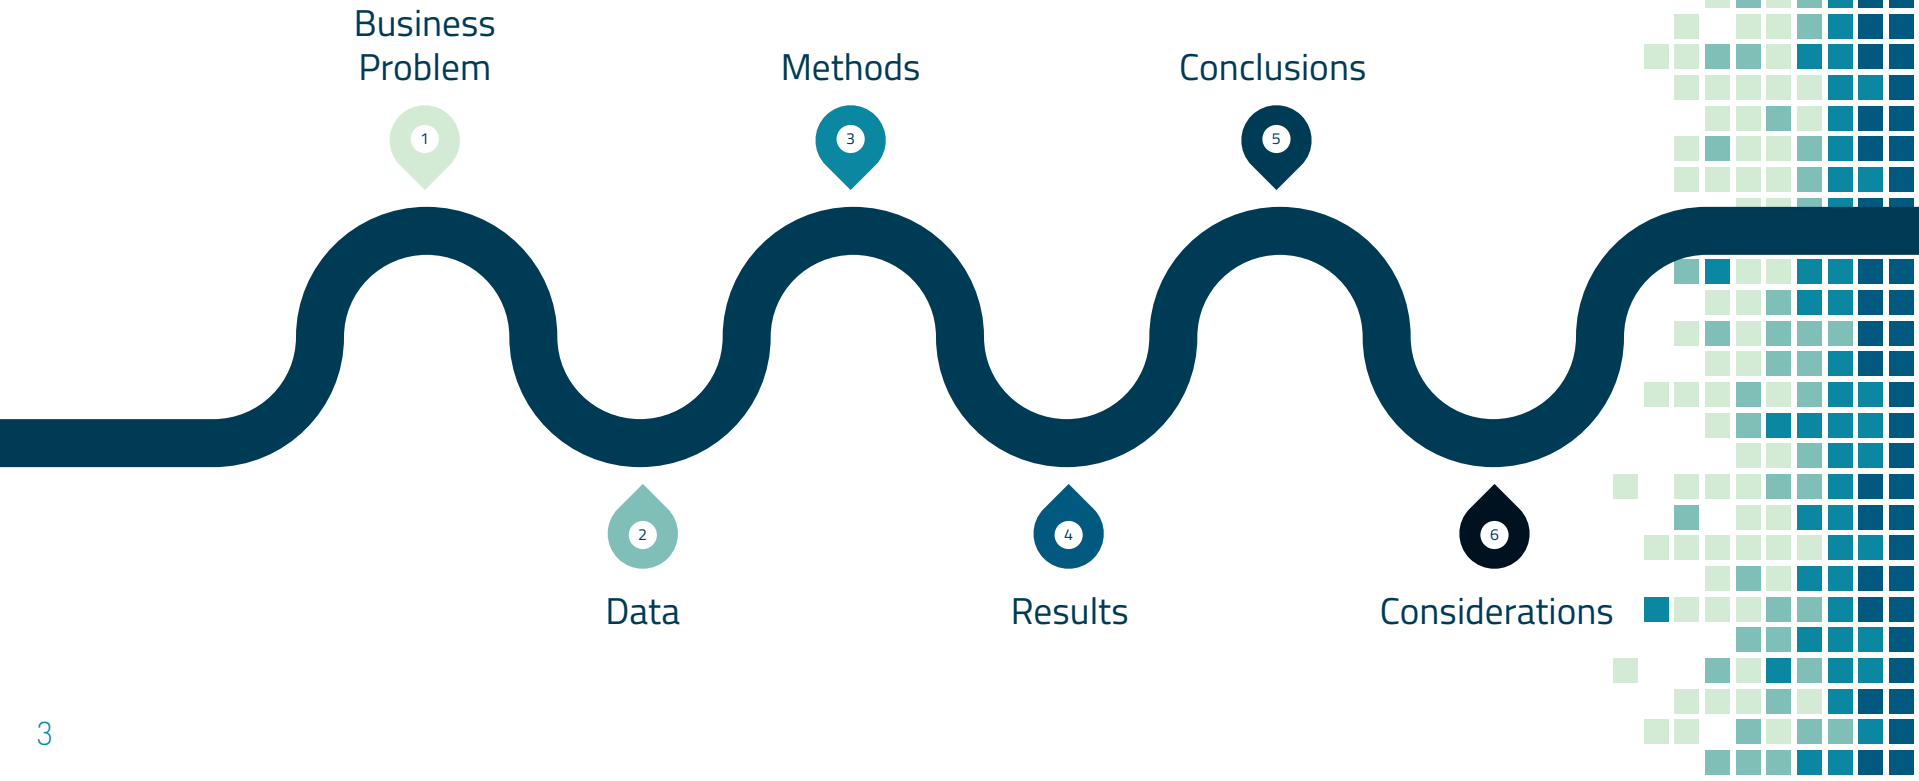 Business
Problem
Methods
Conclusions
1
3
5
2
4
6
Data
Results
Considerations
3